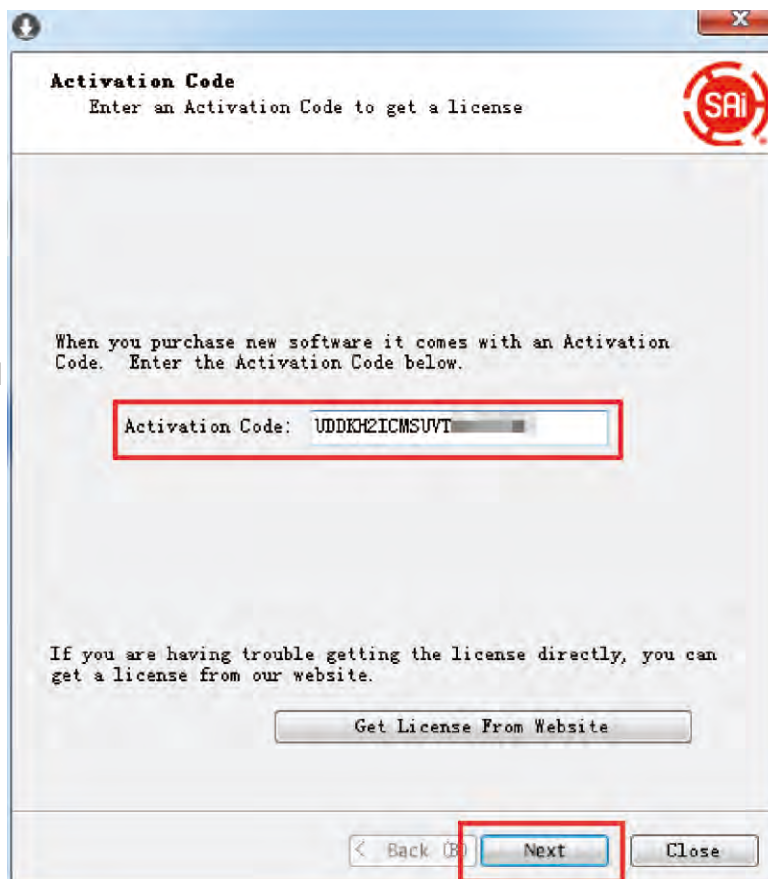 Activation Code
Enter an Activation Code to get a license
SAi
When you purchase new software it comes with an Activation
Code. Enter the Activation Code below.
Activation Code: UDDKH2ICMSUVT
If you are having trouble getting the license directly, you can
get a license from our website.
Get License From Website
< Back (B) Next Close